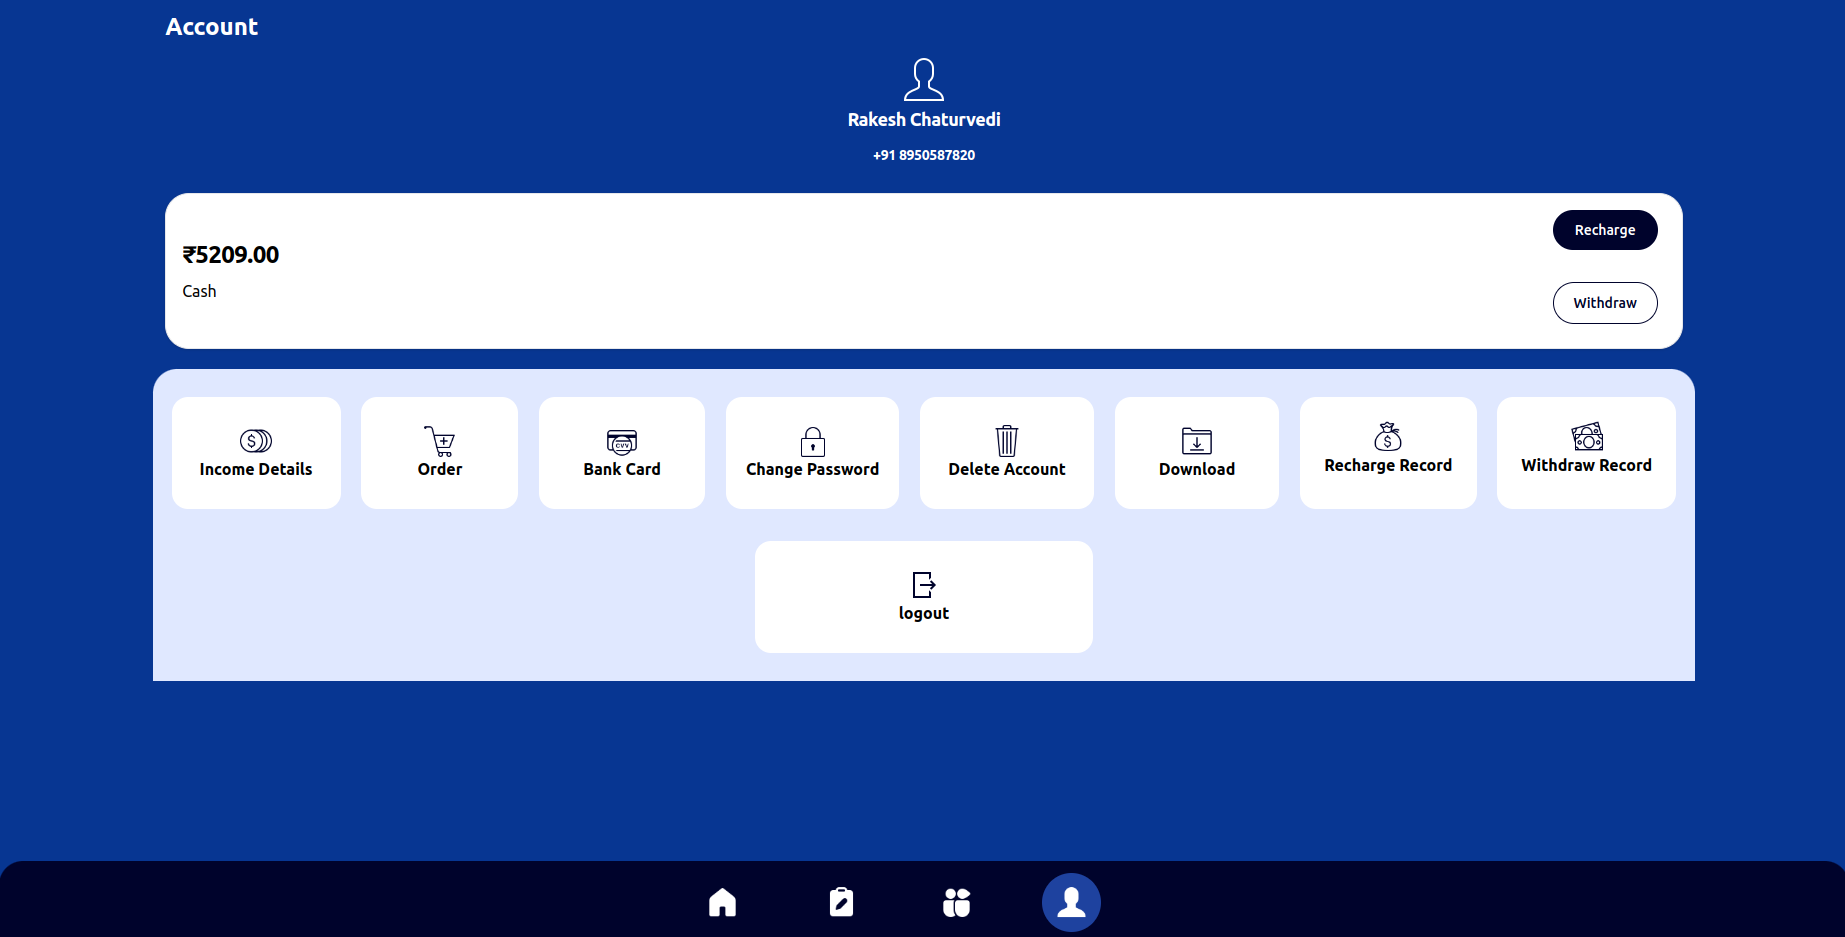 Account
Rakesh Chaturvedi
+91 8950587820
₹5209.00
Cash
Recharge
Withdraw
Income Details
Order
CVV
Bank Card
Change Password
Delete Account
Download
Recharge Record
Withdraw Record
logout